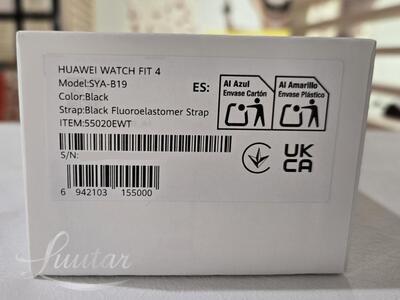 HUAWEI WATCH FIT 4
Model:SYA-B19
Color:Black
Strap:Black Fluoroelastomer Strap
ITEM:55020EWT
S/N:
6 942103 155000
ES:
Al Azul
Envase Cartón
Al Amarillo
Envase Plástico
UK
CA
Luutar